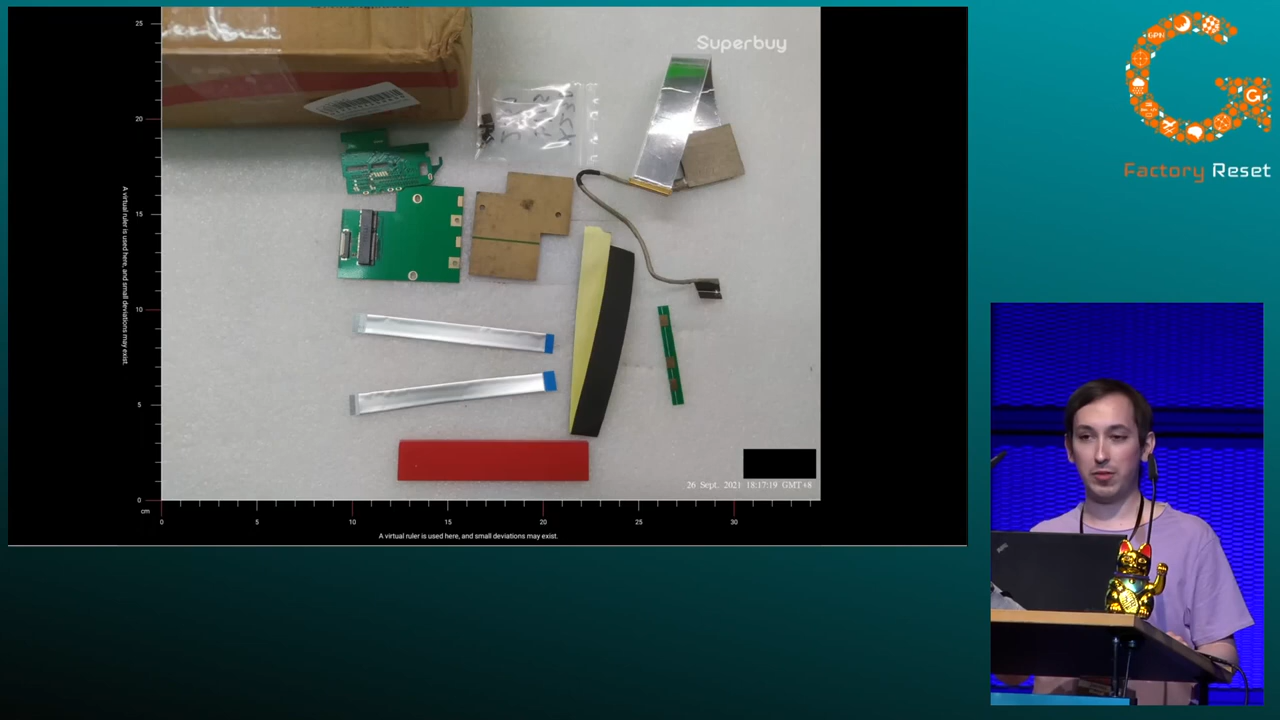 Superbuy
26 Sept. 2021 18:17:19 GMT+8
25
20
15
10
5
0
cm
0
5
10
15
20
25
30
A virtual ruler is used here, and small deviations may exist.
A virtual ruler is used here, and small deviations may exist.
GPN
G
Factory Reset